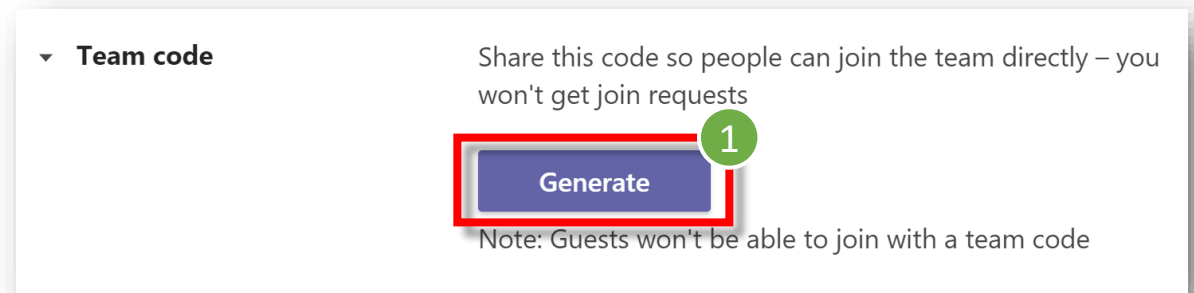 Team code
Share this code so people can join the team directly – you
won't get join requests
1
Generate
Note: Guests won't be able to join with a team code